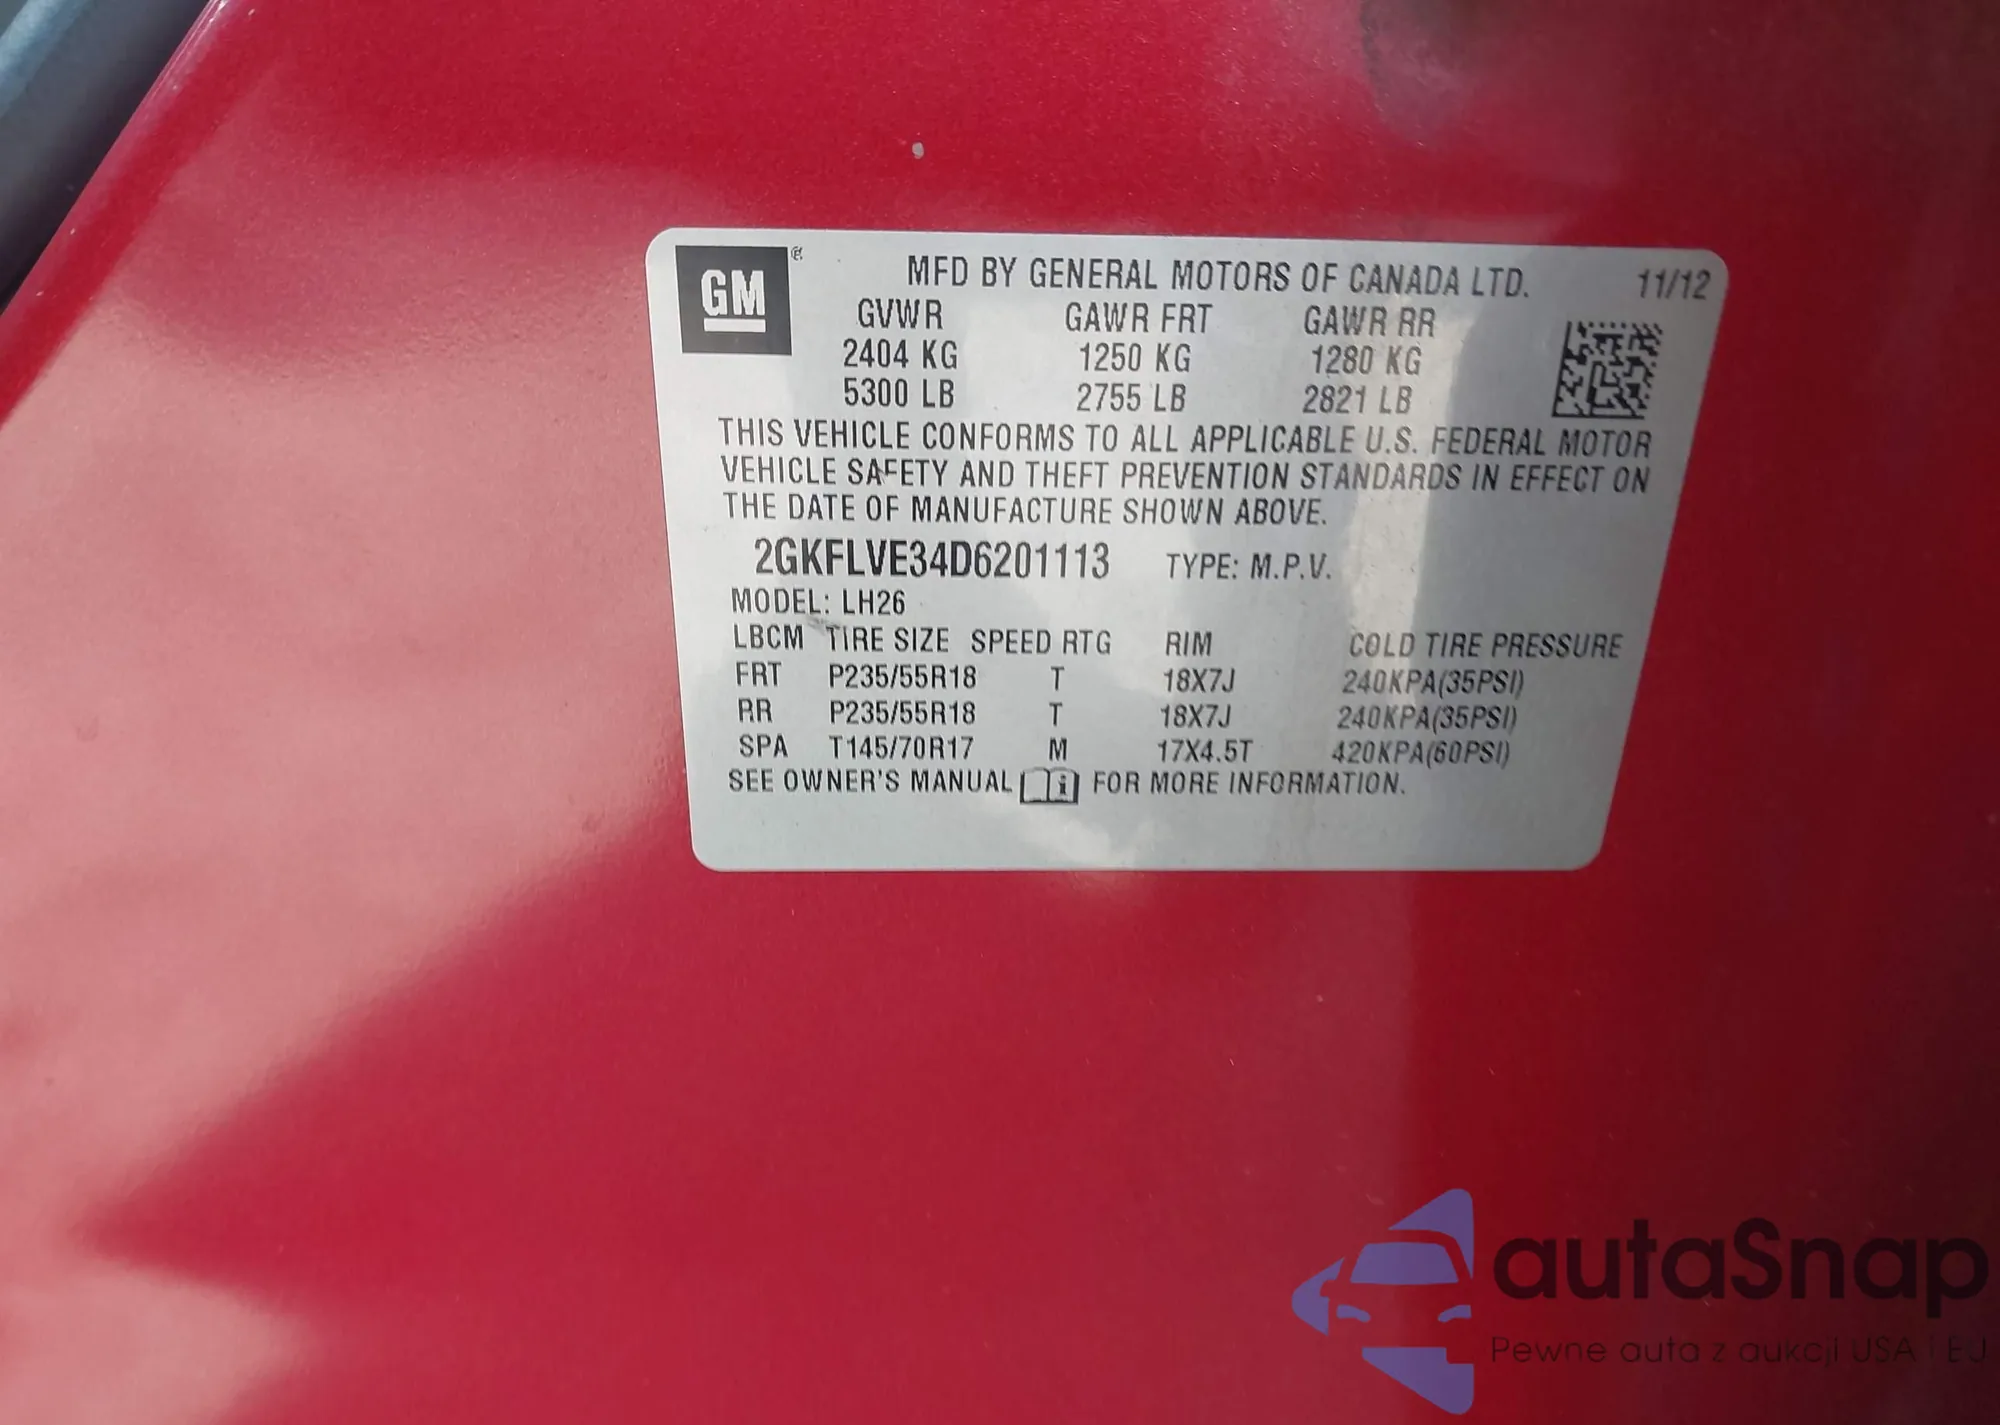 GM
MFD BY GENERAL MOTORS OF CANADA LTD. 11/12
GVWR GAWR FRT GAWR RR
2404 KG 1250 KG 1280 KG
5300 LB 2755 LB 2821 LB
THIS VEHICLE CONFORMS TO ALL APPLICABLE U.S. FEDERAL MOTOR
VEHICLE SAFETY AND THEFT PREVENTION STANDARDS IN EFFECT ON
THE DATE OF MANUFACTURE SHOWN ABOVE.
2GKFLVE34D6201113 TYPE: M.P.V.
MODEL: LH26
LBCM TIRE SIZE SPEED RTG RIM COLD TIRE PRESSURE
FRT P235/55R18 T 18X7J 240KPA(35PSI)
RR P235/55R18 T 18X7J 240KPA(35PSI)
SPA T145/70R17 M 17X4.5T 420KPA(60PSI)
SEE OWNER'S MANUAL FOR MORE INFORMATION.
autaSnap
Pewne auta z aukcji USA i EU